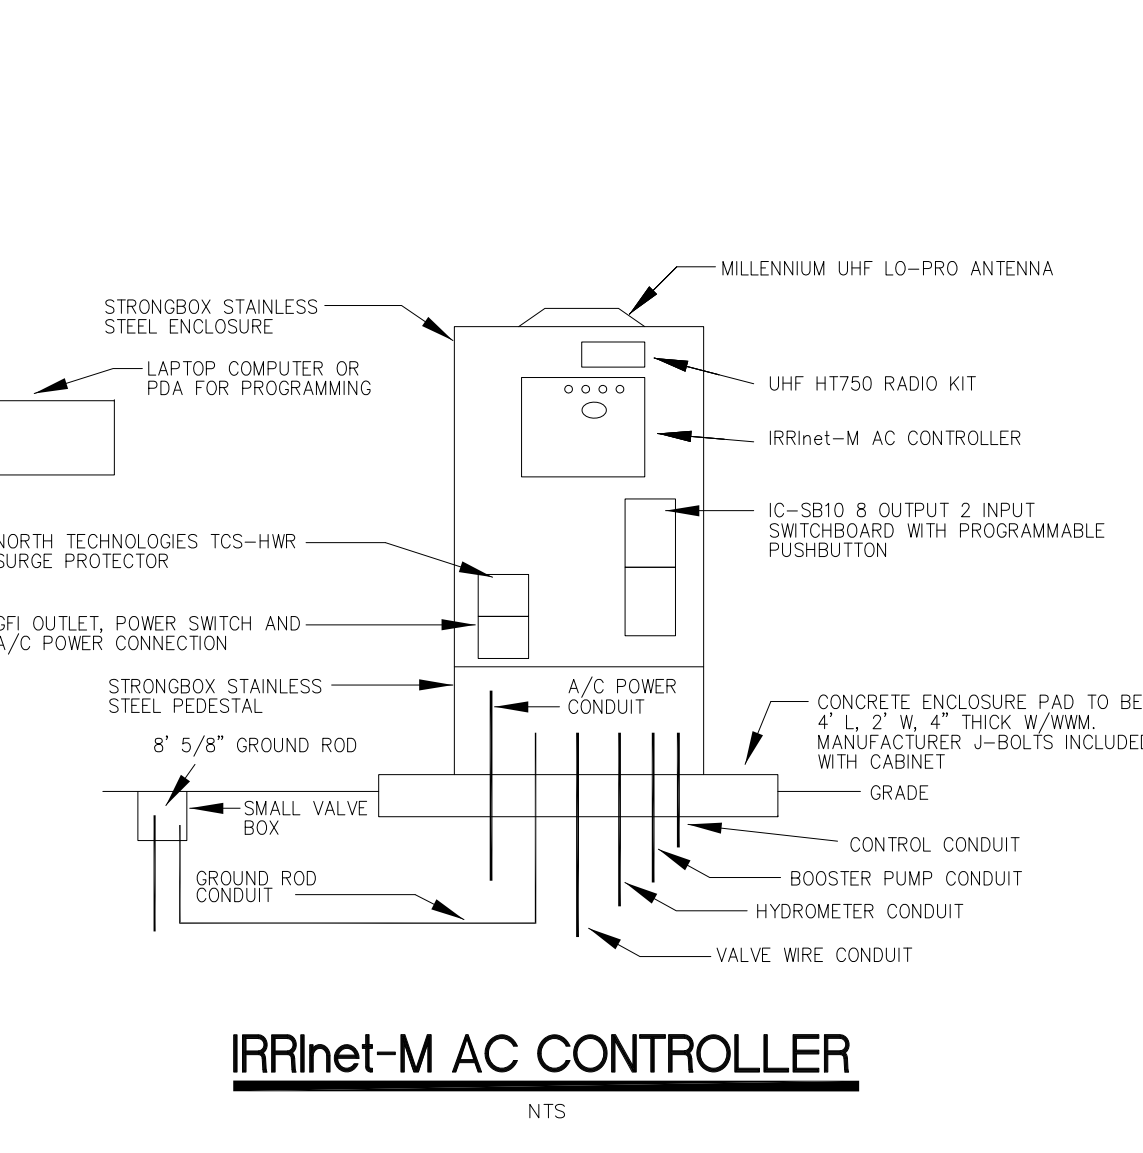 MILLENNIUM UHF LO-PRO ANTENNA
STRONGBOX STAINLESS
STEEL ENCLOSURE
LAPTOP COMPUTER OR
PDA FOR PROGRAMMING
UHF HT750 RADIO KIT
IRRInet-M AC CONTROLLER
IC-SB10 8 OUTPUT 2 INPUT
SWITCHBOARD WITH PROGRAMMABLE
PUSHBUTTON
NORTH TECHNOLOGIES TCS-HWR
SURGE PROTECTOR
GFI OUTLET, POWER SWITCH AND
A/C POWER CONNECTION
STRONGBOX STAINLESS
STEEL PEDESTAL
A/C POWER
CONDUIT
CONCRETE ENCLOSURE PAD TO BE
4' L, 2' W, 4" THICK W/WWM.
MANUFACTURER J-BOLTS INCLUDED
WITH CABINET
8' 5/8" GROUND ROD
GRADE
SMALL VALVE
BOX
CONTROL CONDUIT
GROUND ROD
CONDUIT
BOOSTER PUMP CONDUIT
HYDROMETER CONDUIT
VALVE WIRE CONDUIT
IRRInet-M AC CONTROLLER
NTS